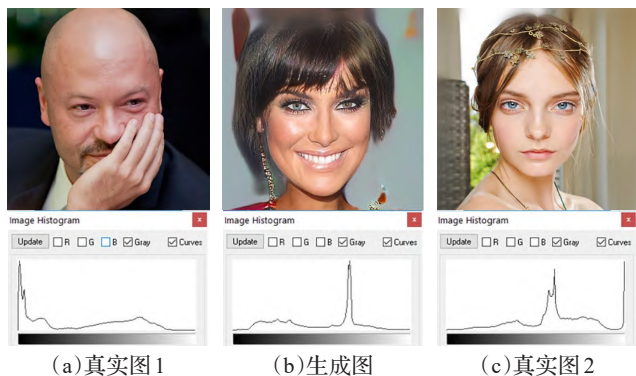 Image Histogram x
Update R G B Gray Curves
Image Histogram x
Update R G B Gray Curves
Image Histogram x
Update R G B Gray Curves
(a)真实图1
(b)生成图
(c)真实图2